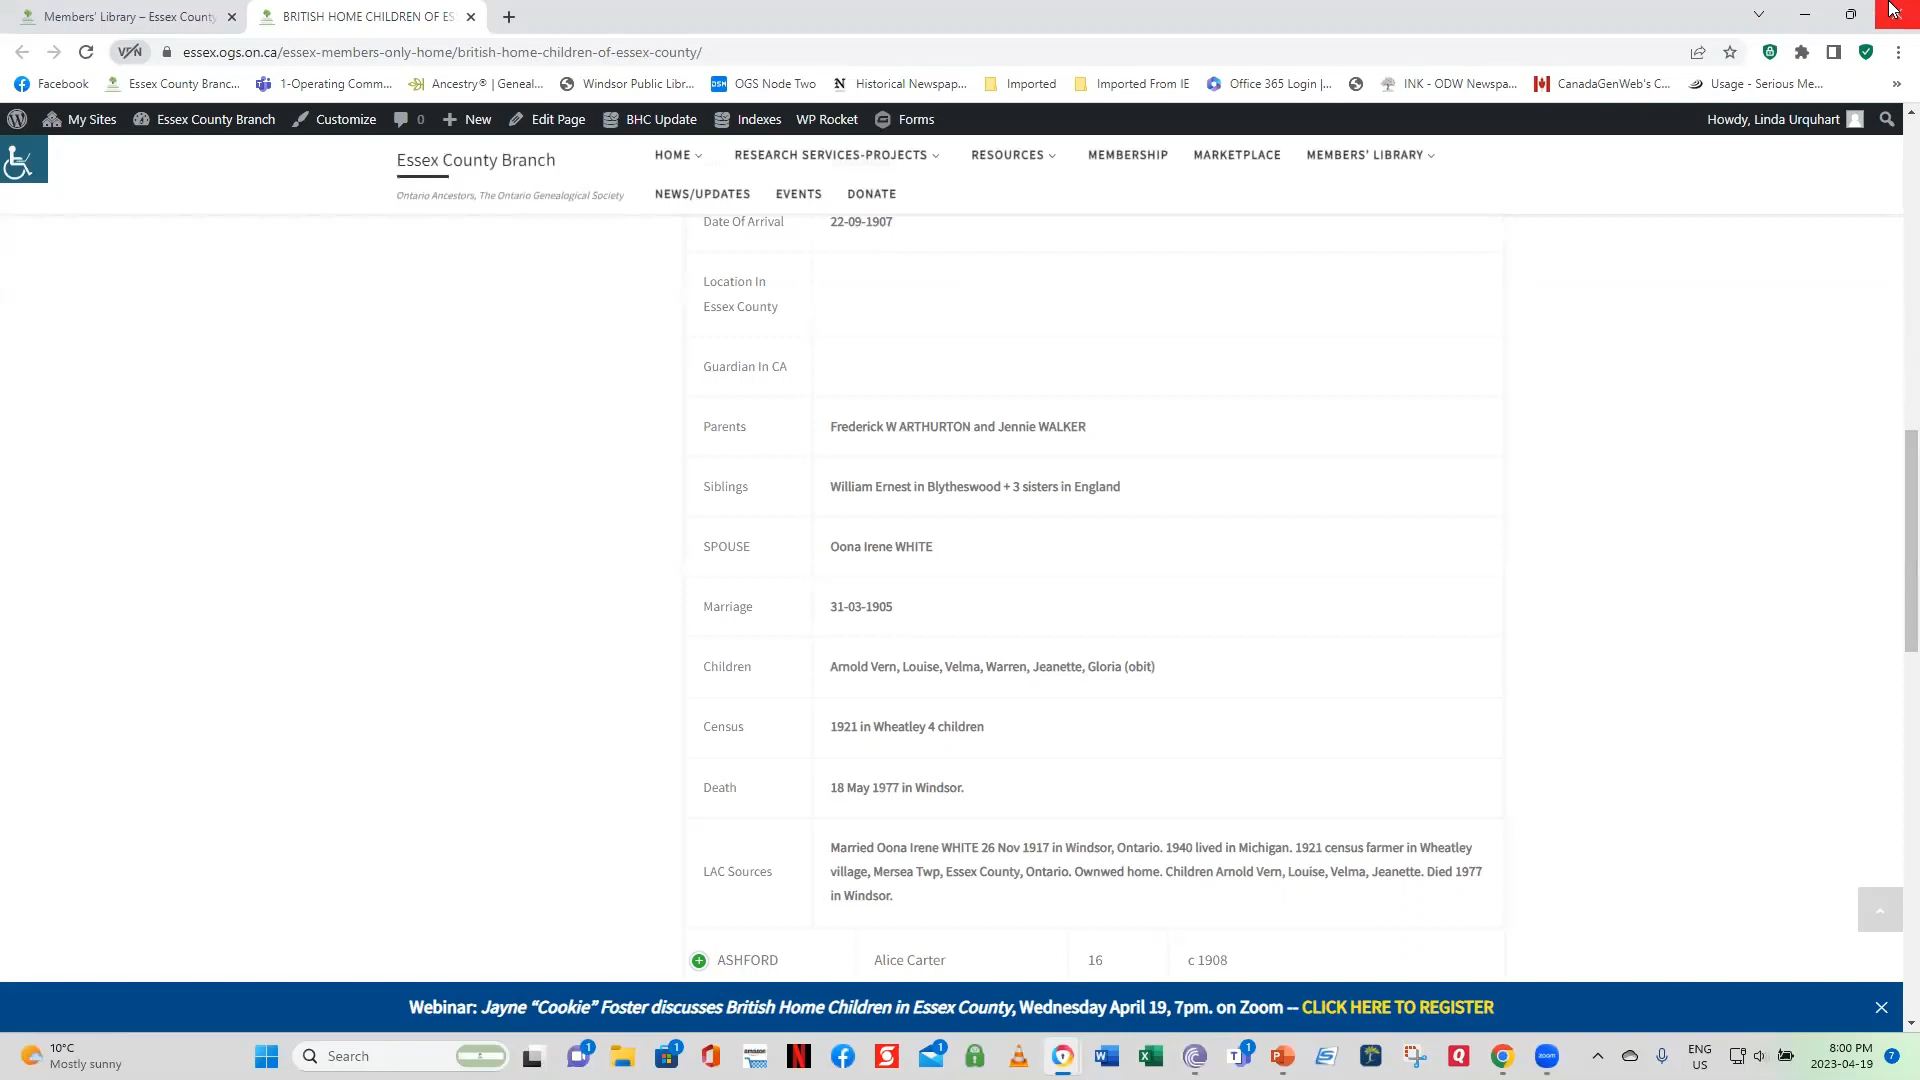 Members' Library – Essex County
BRITISH HOME CHILDREN OF ES
VPN
essex.ogs.on.ca/essex-members-only-home/british-home-children-of-essex-county/
Facebook
Essex County Branc...
1-Operating Comm...
Ancestry® | Geneal...
Windsor Public Libr...
DSM
OGS Node Two
N
Historical Newspap...
Imported
Imported From IE
Office 365 Login |...
INK - ODW Newspa...
CanadaGenWeb's C...
Usage - Serious Me...
»
My Sites
Essex County Branch
Customize
0
New
Edit Page
BHC Update
Indexes
WP Rocket
Forms
Howdy, Linda Urquhart
Essex County Branch
Ontario Ancestors, The Ontario Genealogical Society
HOME
RESEARCH SERVICES-PROJECTS
RESOURCES
MEMBERSHIP
MARKETPLACE
MEMBERS' LIBRARY
NEWS/UPDATES
EVENTS
DONATE
Date Of Arrival
22-09-1907
Location In
Essex County
Guardian In CA
Parents
Frederick W ARTHURTON and Jennie WALKER
Siblings
William Ernest in Blytheswood + 3 sisters in England
SPOUSE
Oona Irene WHITE
Marriage
31-03-1905
Children
Arnold Vern, Louise, Velma, Warren, Jeanette, Gloria (obit)
Census
1921 in Wheatley 4 children
Death
18 May 1977 in Windsor.
LAC Sources
Married Oona Irene WHITE 26 Nov 1917 in Windsor, Ontario. 1940 lived in Michigan. 1921 census farmer in Wheatley
village, Mersea Twp, Essex County, Ontario. Ownwed home. Children Arnold Vern, Louise, Velma, Jeanette. Died 1977
in Windsor.
ASHFORD
Alice Carter
16
c 1908
Webinar: Jayne “Cookie” Foster discusses British Home Children in Essex County, Wednesday April 19, 7pm. on Zoom -- CLICK HERE TO REGISTER
10°C
Mostly sunny
Search
1
1
amazon
N
1
W
X
T
1
P
Q
zoom
ENG
US
8:00 PM
2023-04-19
7